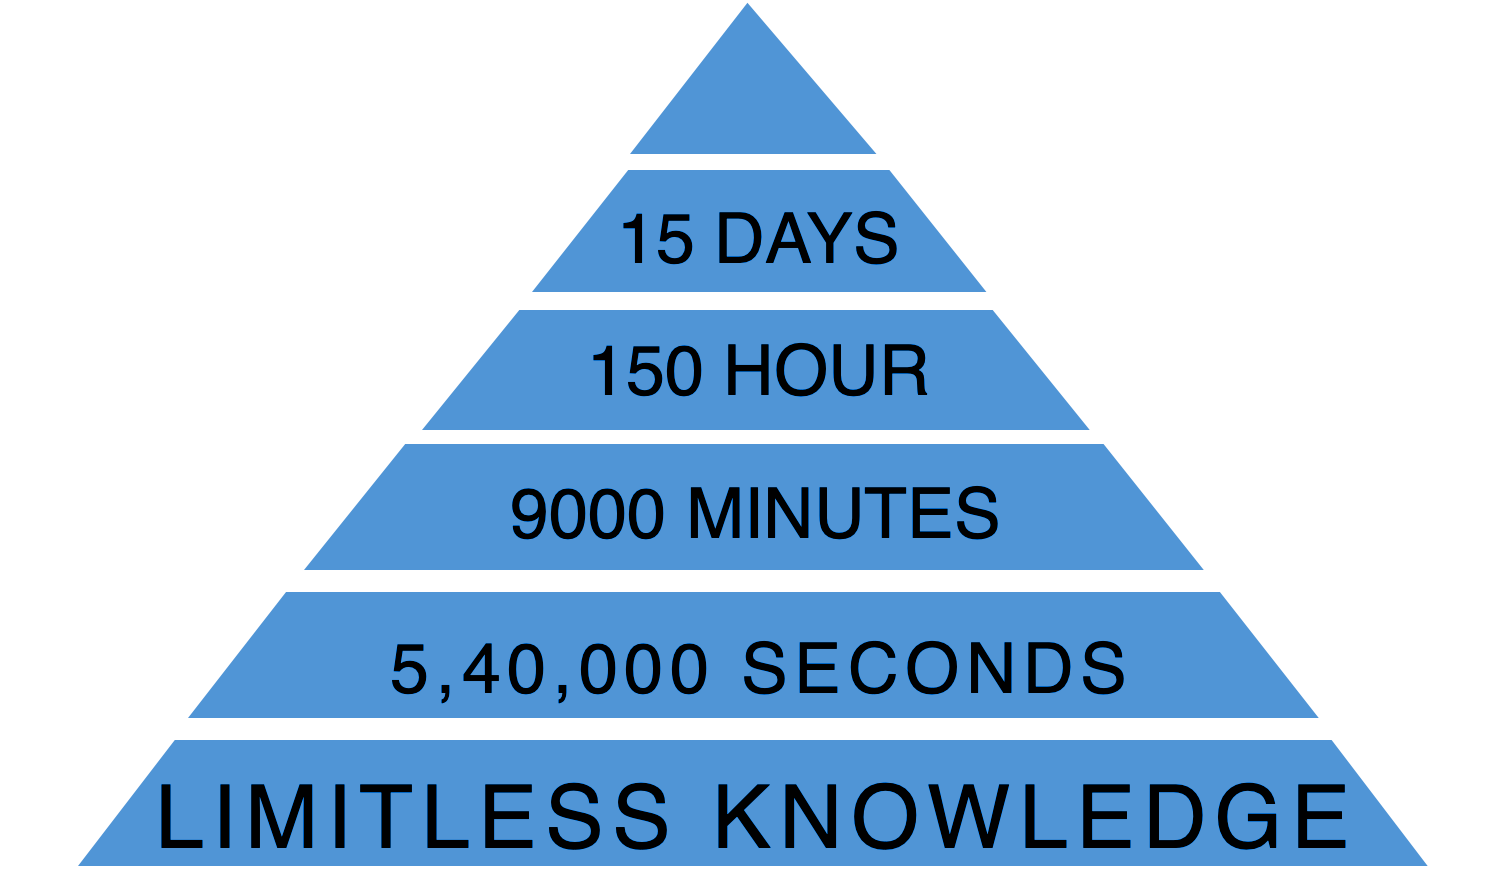 15 DAYS
150 HOUR
9000 MINUTES
5,40,000 SECONDS
LIMITLESS KNOWLEDGE